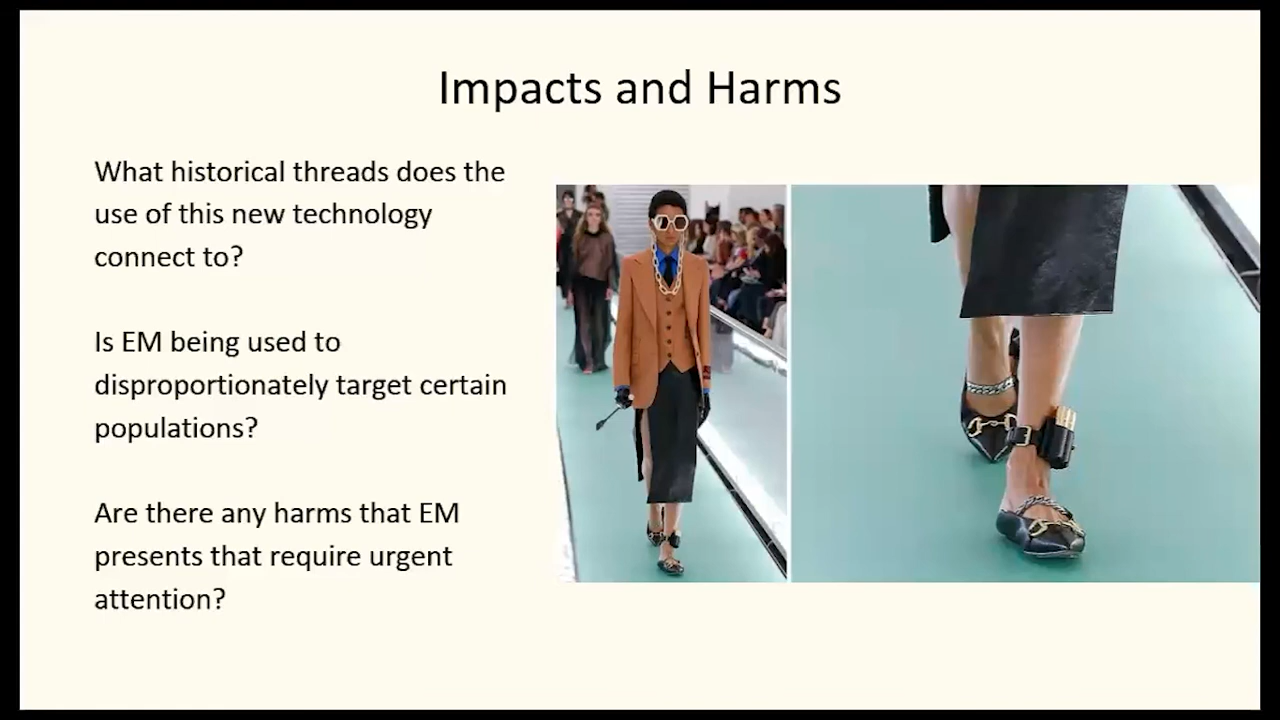 Impacts and Harms
What historical threads does the
use of this new technology
connect to?
Is EM being used to
disproportionately target certain
populations?
Are there any harms that EM
presents that require urgent
attention?